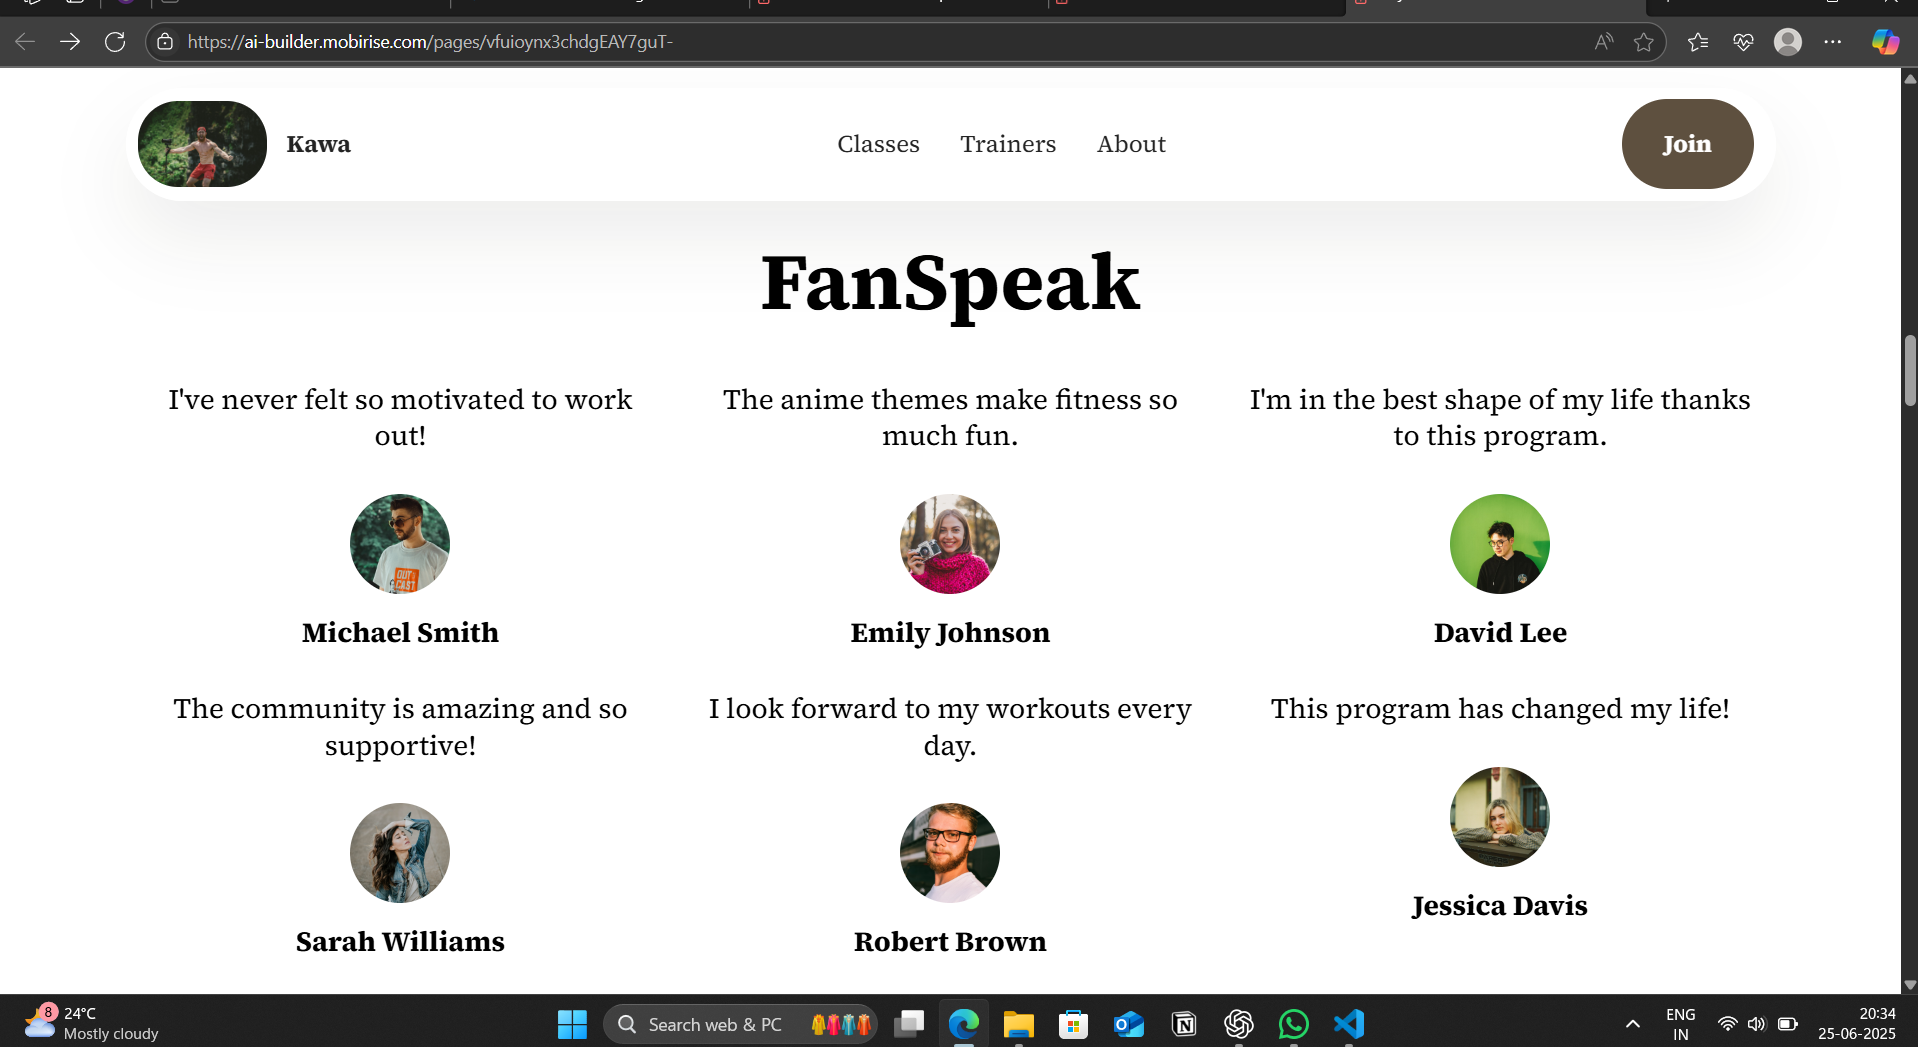 https://ai-builder.mobirise.com/pages/vfuioynx3chdgEAY7guT-
Kawa
Classes
Trainers
About
Join
FanSpeak
I've never felt so motivated to work
out!
Michael Smith
The anime themes make fitness so
much fun.
Emily Johnson
I'm in the best shape of my life thanks
to this program.
David Lee
The community is amazing and so
supportive!
Sarah Williams
I look forward to my workouts every
day.
Robert Brown
This program has changed my life!
Jessica Davis
OUT
CAST
8
24°C
Mostly cloudy
Search web & PC
ENG
IN
20:34
25-06-2025